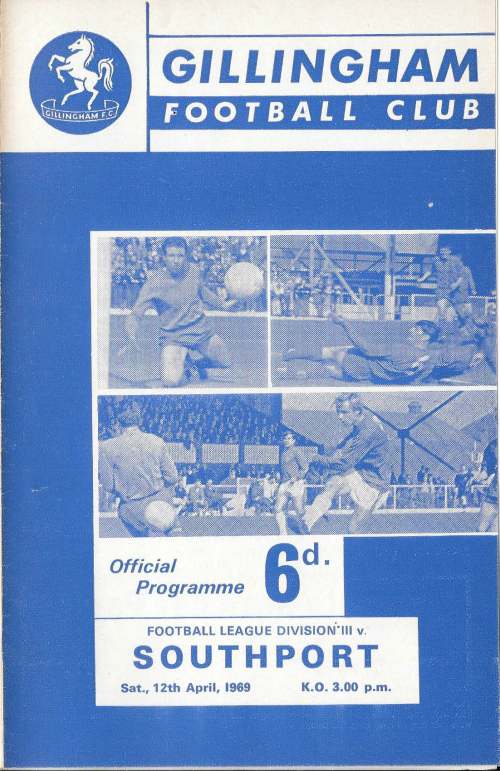 GILLINGHAM F.C.
GILLINGHAM
FOOTBALL CLUB
Official
Programme
6d.
FOOTBALL LEAGUE DIVISION III v.
SOUTHPORT
Sat., 12th April, 1969 K.O. 3.00 p.m.